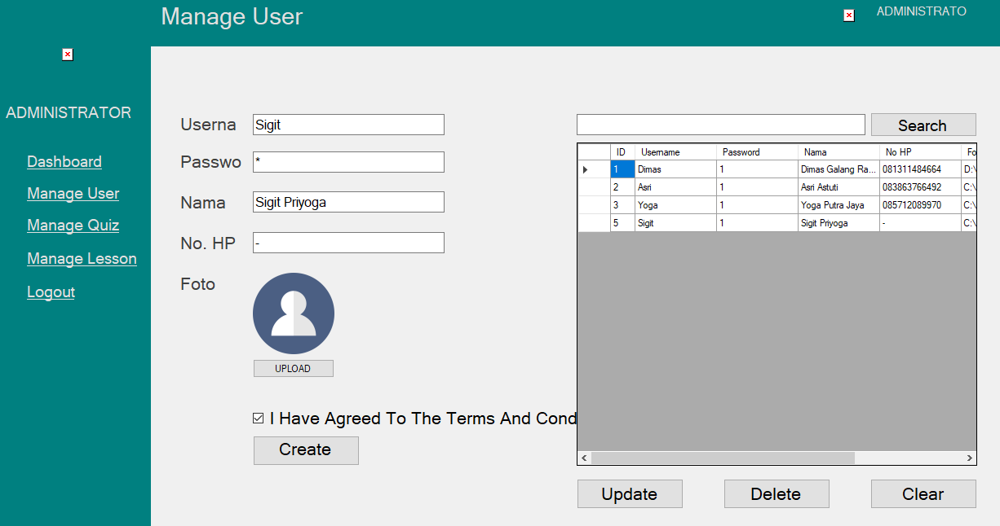 Manage User
ADMINISTRATO
ADMINISTRATOR
Dashboard
Manage User
Manage Quiz
Manage Lesson
Logout
Userna Sigit
Passwo *
Nama Sigit Priyoga
No. HP -
Foto
UPLOAD
I Have Agreed To The Terms And Cond
Create
Search
ID Username Password Nama No HP Fo
1 Dimas 1 Dimas Galang Ra... 081311484664 D:\
2 Asri 1 Asri Astuti 083863766492 C:\
3 Yoga 1 Yoga Putra Jaya 085712089970 C:\
5 Sigit 1 Sigit Priyoga - C:\
Update Delete Clear